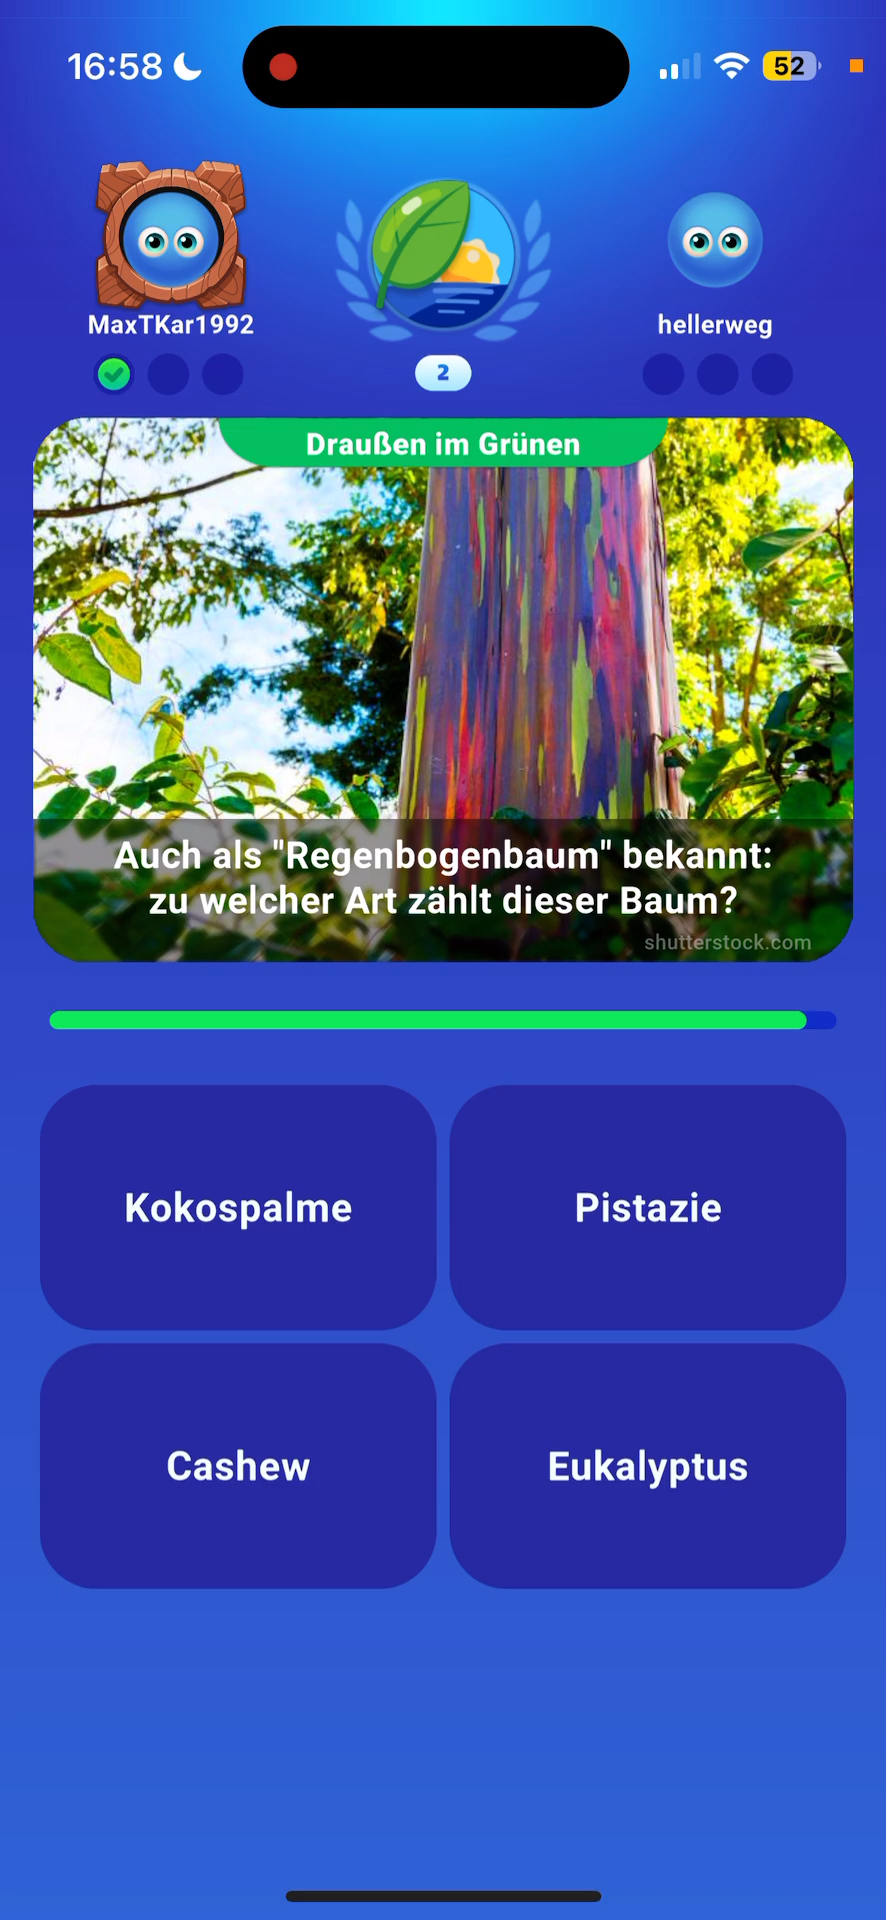 16:58
52
MaxTKar1992
hellerweg
2
Draußen im Grünen
Auch als "Regenbogenbaum" bekannt:
zu welcher Art zählt dieser Baum?
shutterstock.com
Kokospalme
Pistazie
Cashew
Eukalyptus